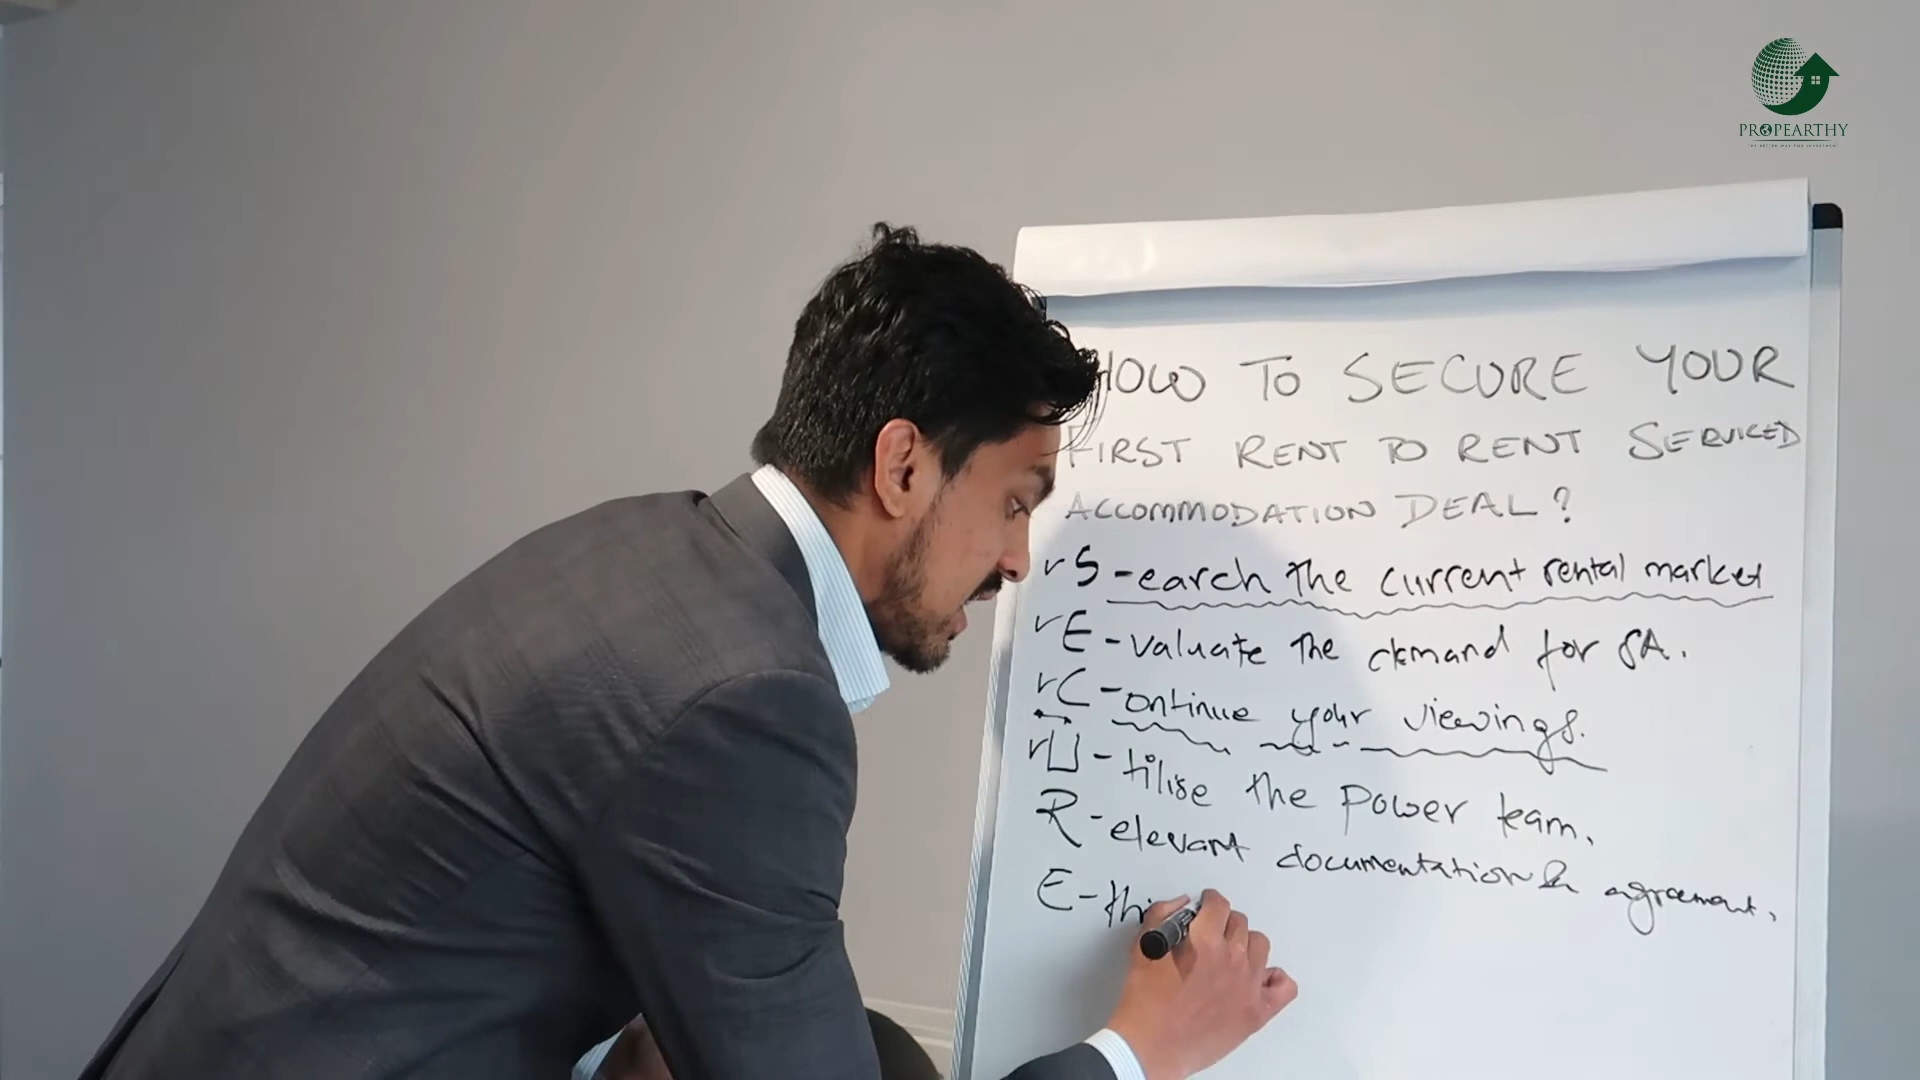 PROPEARTHY
HOW TO SECURE YOUR
FIRST RENT TO RENT SERVICED
ACCOMMODATION DEAL?
S-earch the current rental market
E-valuate the demand for SA.
C-ontinue your viewings.
U-tilise the power team.
R-elevant documentation & agreement.
E-thi